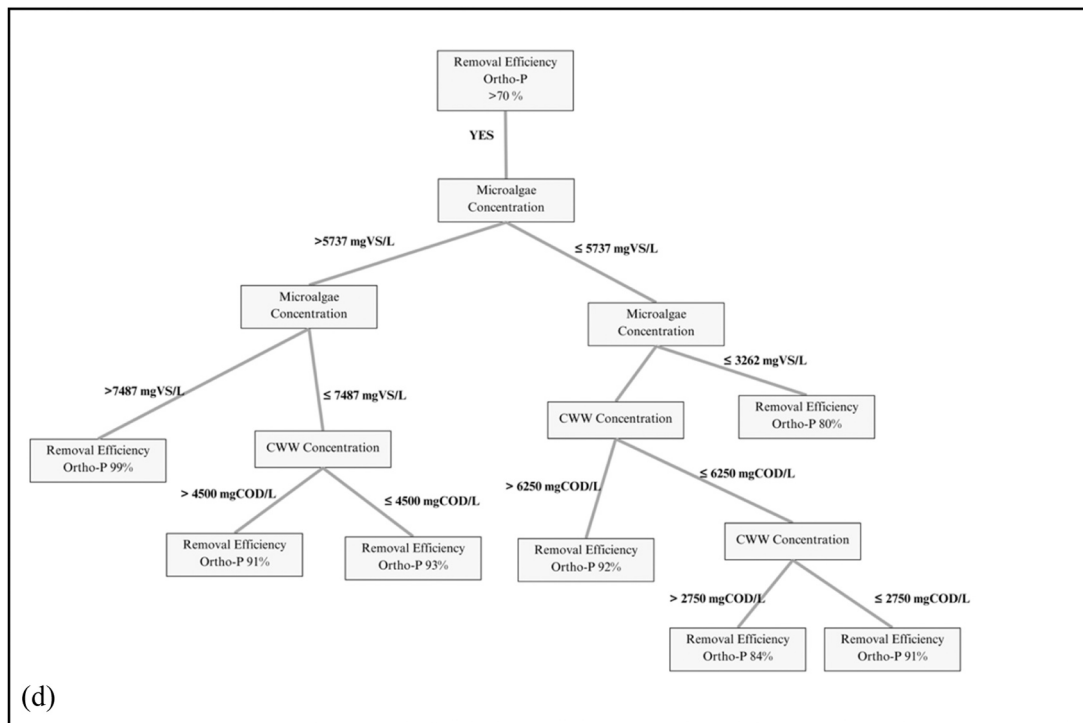 Removal Efficiency
Ortho-P
>70 %
YES
Microalgae
Concentration
>5737 mgVS/L
≤ 5737 mgVS/L
Microalgae
Concentration
Microalgae
Concentration
>7487 mgVS/L
≤ 7487 mgVS/L
≤ 3262 mgVS/L
Removal Efficiency
Ortho-P 99%
CWW Concentration
CWW Concentration
Removal Efficiency
Ortho-P 80%
> 4500 mgCOD/L
≤ 4500 mgCOD/L
> 6250 mgCOD/L
≤ 6250 mgCOD/L
Removal Efficiency
Ortho-P 91%
Removal Efficiency
Ortho-P 93%
Removal Efficiency
Ortho-P 92%
CWW Concentration
> 2750 mgCOD/L
≤ 2750 mgCOD/L
Removal Efficiency
Ortho-P 84%
Removal Efficiency
Ortho-P 91%
(d)